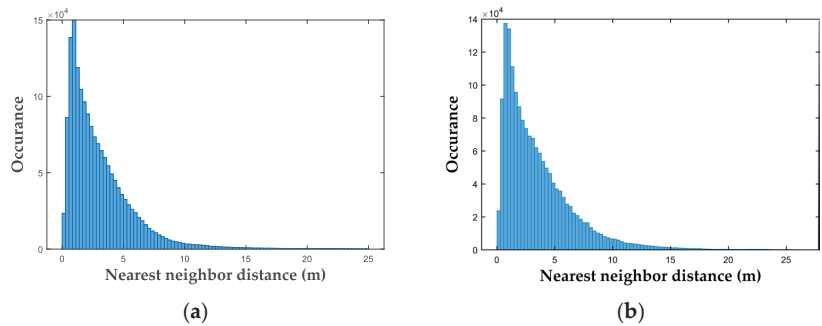 ×10⁴
15
10
5
0
0 5 10 15 20 25
Occurance
Nearest neighbor distance (m)
(a)
×10⁴
14
12
10
8
6
4
2
0
0 5 10 15 20 25
Occurance
Nearest neighbor distance (m)
(b)